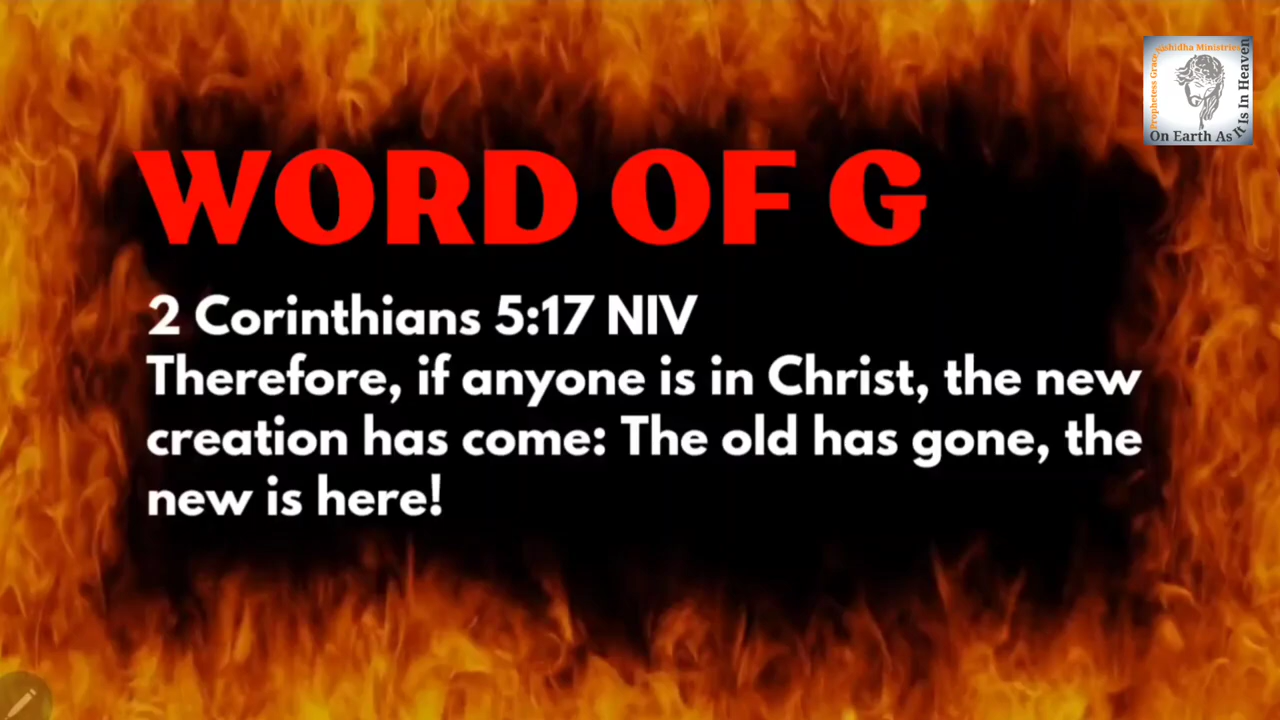 WORD OF G
2 Corinthians 5:17 NIV
Therefore, if anyone is in Christ, the new
creation has come: The old has gone, the
new is here!
Prophetess Grace
Ministries
On Earth As
It Is In Heaven